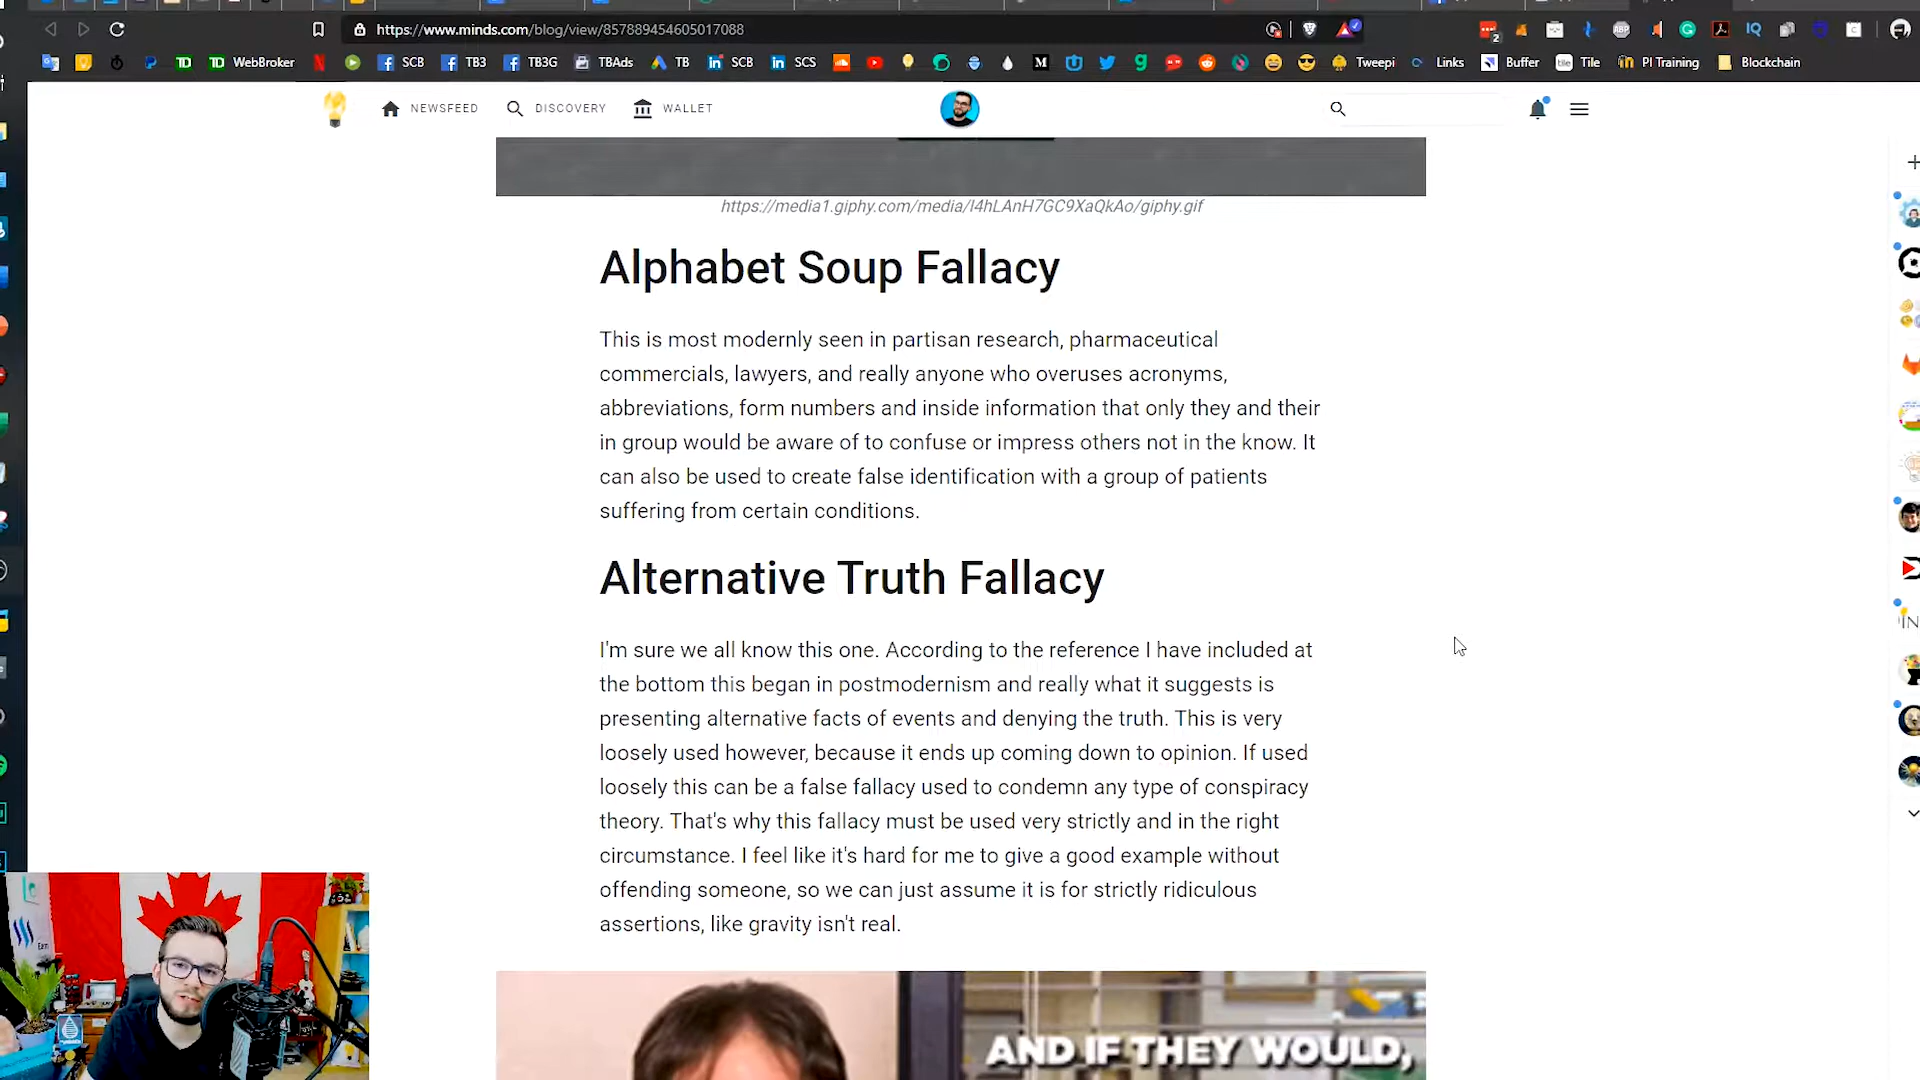 https://www.minds.com/blog/view/857889454605017088
WebBroker SCB TB3 TB3G TBAds TB SCB SCS Tweepi Links Buffer Tile PI Training Blockchain
NEWSFEED DISCOVERY WALLET
https://media1.giphy.com/media/l4hLAnH7GC9XaQkAo/giphy.gif
Alphabet Soup Fallacy
This is most modernly seen in partisan research, pharmaceutical
commercials, lawyers, and really anyone who overuses acronyms,
abbreviations, form numbers and inside information that only they and their
in group would be aware of to confuse or impress others not in the know. It
can also be used to create false identification with a group of patients
suffering from certain conditions.
Alternative Truth Fallacy
I'm sure we all know this one. According to the reference I have included at
the bottom this began in postmodernism and really what it suggests is
presenting alternative facts of events and denying the truth. This is very
loosely used however, because it ends up coming down to opinion. If used
loosely this can be a false fallacy used to condemn any type of conspiracy
theory. That's why this fallacy must be used very strictly and in the right
circumstance. I feel like it's hard for me to give a good example without
offending someone, so we can just assume it is for strictly ridiculous
assertions, like gravity isn't real.
AND IF THEY WOULD,